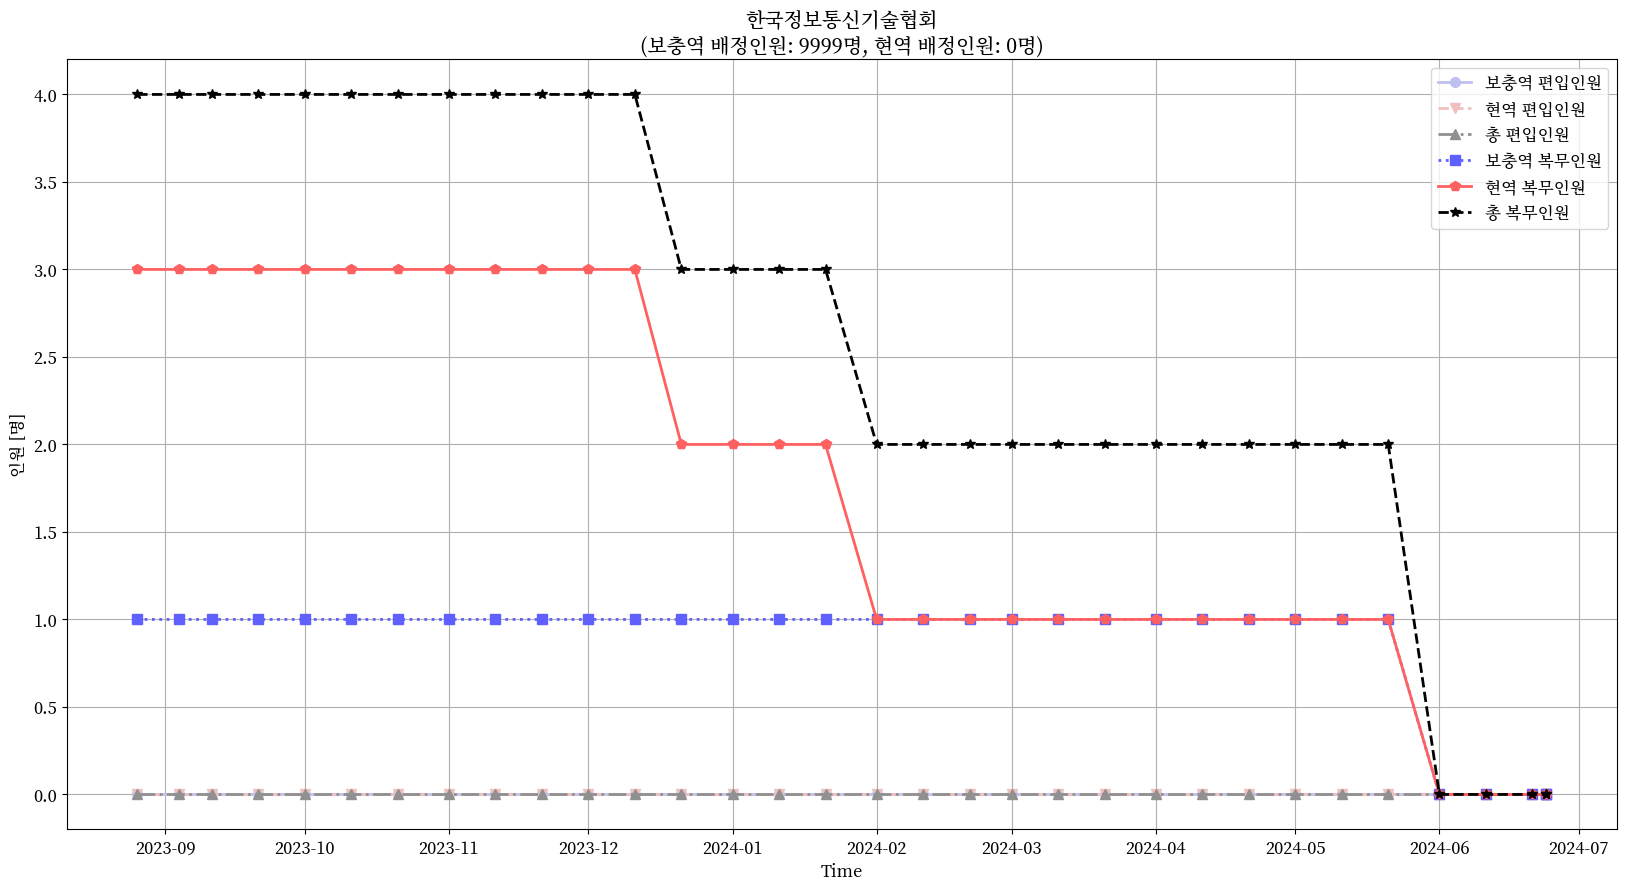 한국정보통신기술협회
(보충역 배정인원: 9999명, 현역 배정인원: 0명)
보충역 편입인원
현역 편입인원
총 편입인원
보충역 복무인원
현역 복무인원
총 복무인원
4.0
3.5
3.0
2.5
2.0
1.5
1.0
0.5
0.0
인원 [명]
2023-09 2023-10 2023-11 2023-12 2024-01 2024-02 2024-03 2024-04 2024-05 2024-06 2024-07
Time